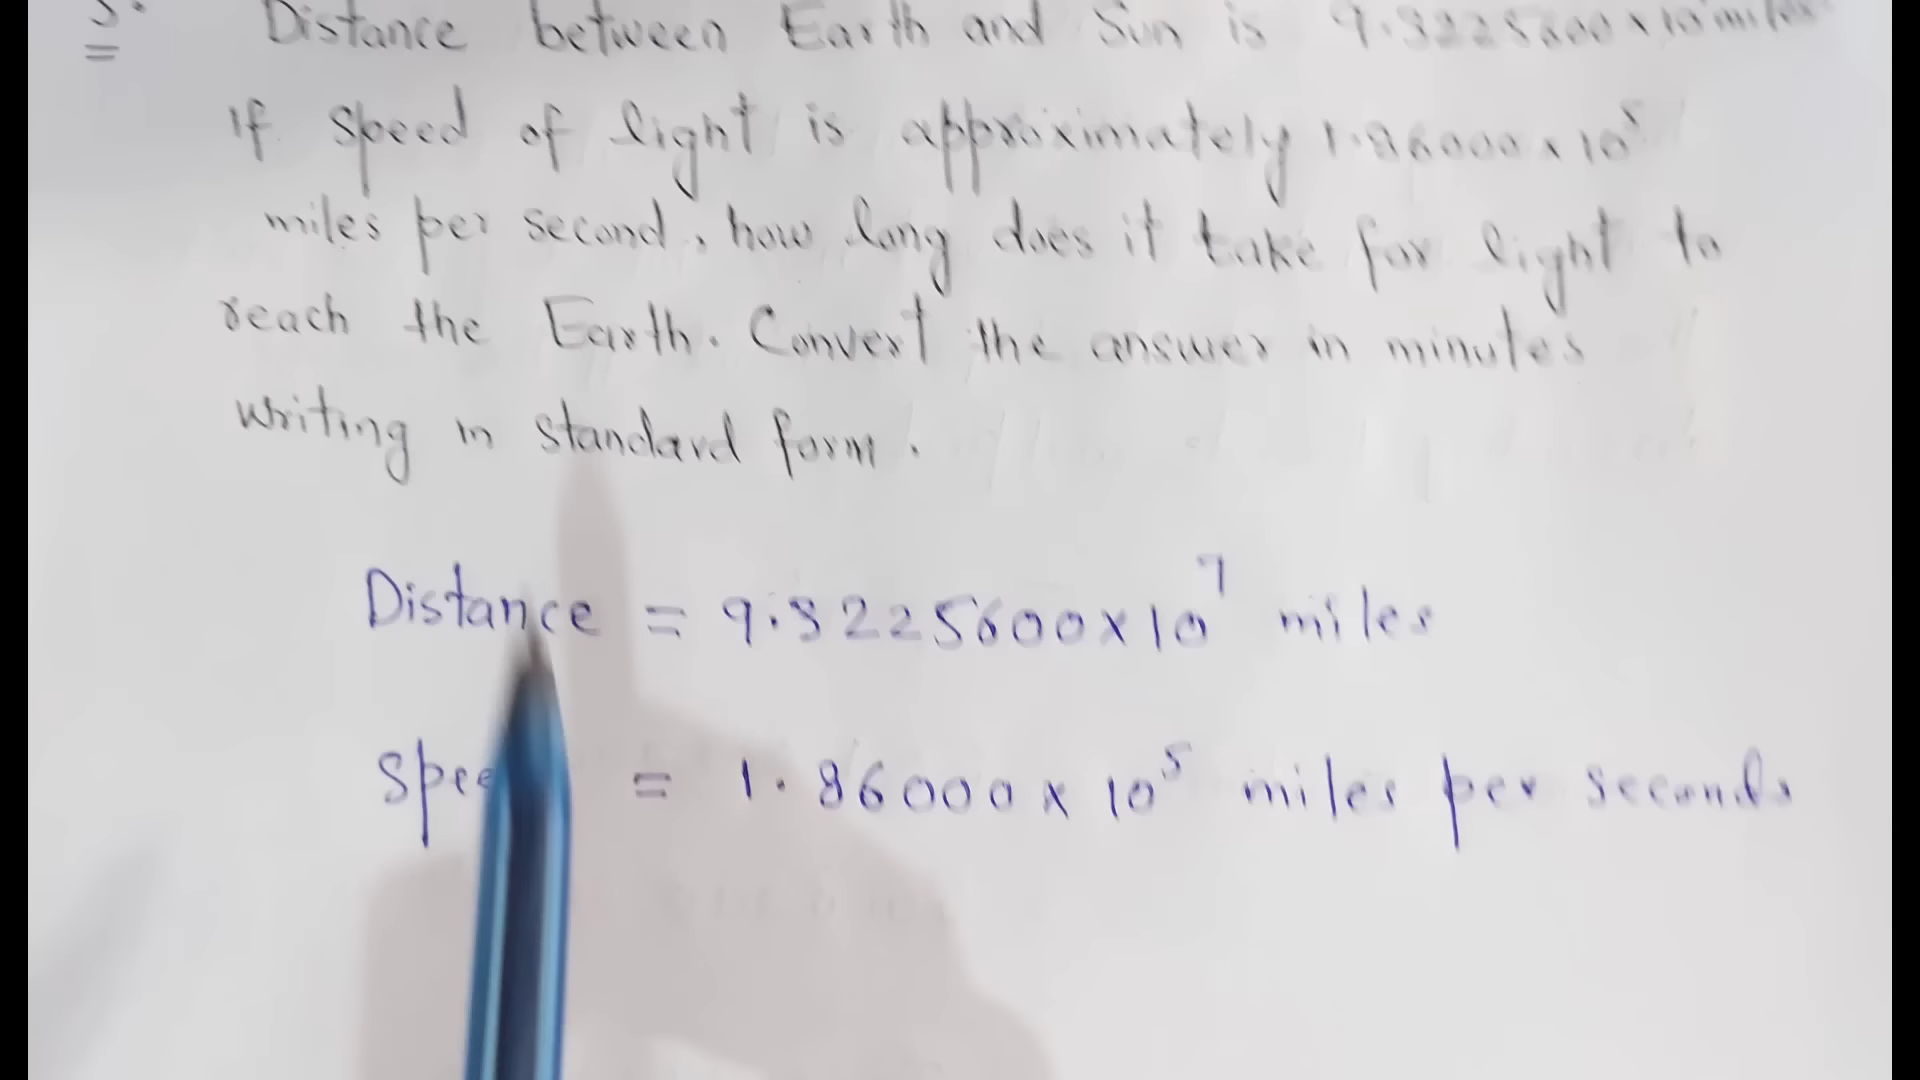 Distance between Earth and Sun is
If speed of light is approximately 1.86000 x 10⁵
miles per second, how long does it take for light to
reach the Earth. Convert the answer in minutes
writing in standard form.
Distance = 9.3225600 x 10⁷ miles
= 1.86000 x 10⁵ miles per seconds